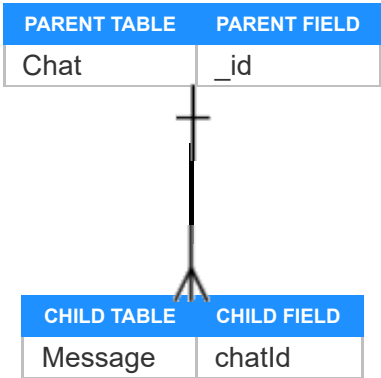 PARENT TABLE PARENT FIELD
Chat _id
CHILD TABLE CHILD FIELD
Message chatId